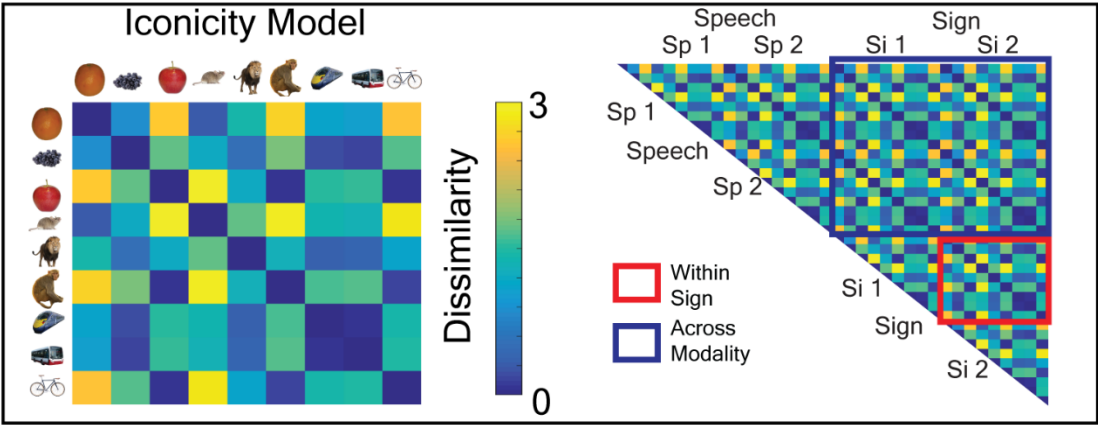 Iconicity Model
3
Dissimilarity
0
Speech
Sign
Sp 1
Sp 2
Si 1
Si 2
Sp 1
Speech
Sp 2
Si 1
Sign
Si 2
Within
Sign
Across
Modality